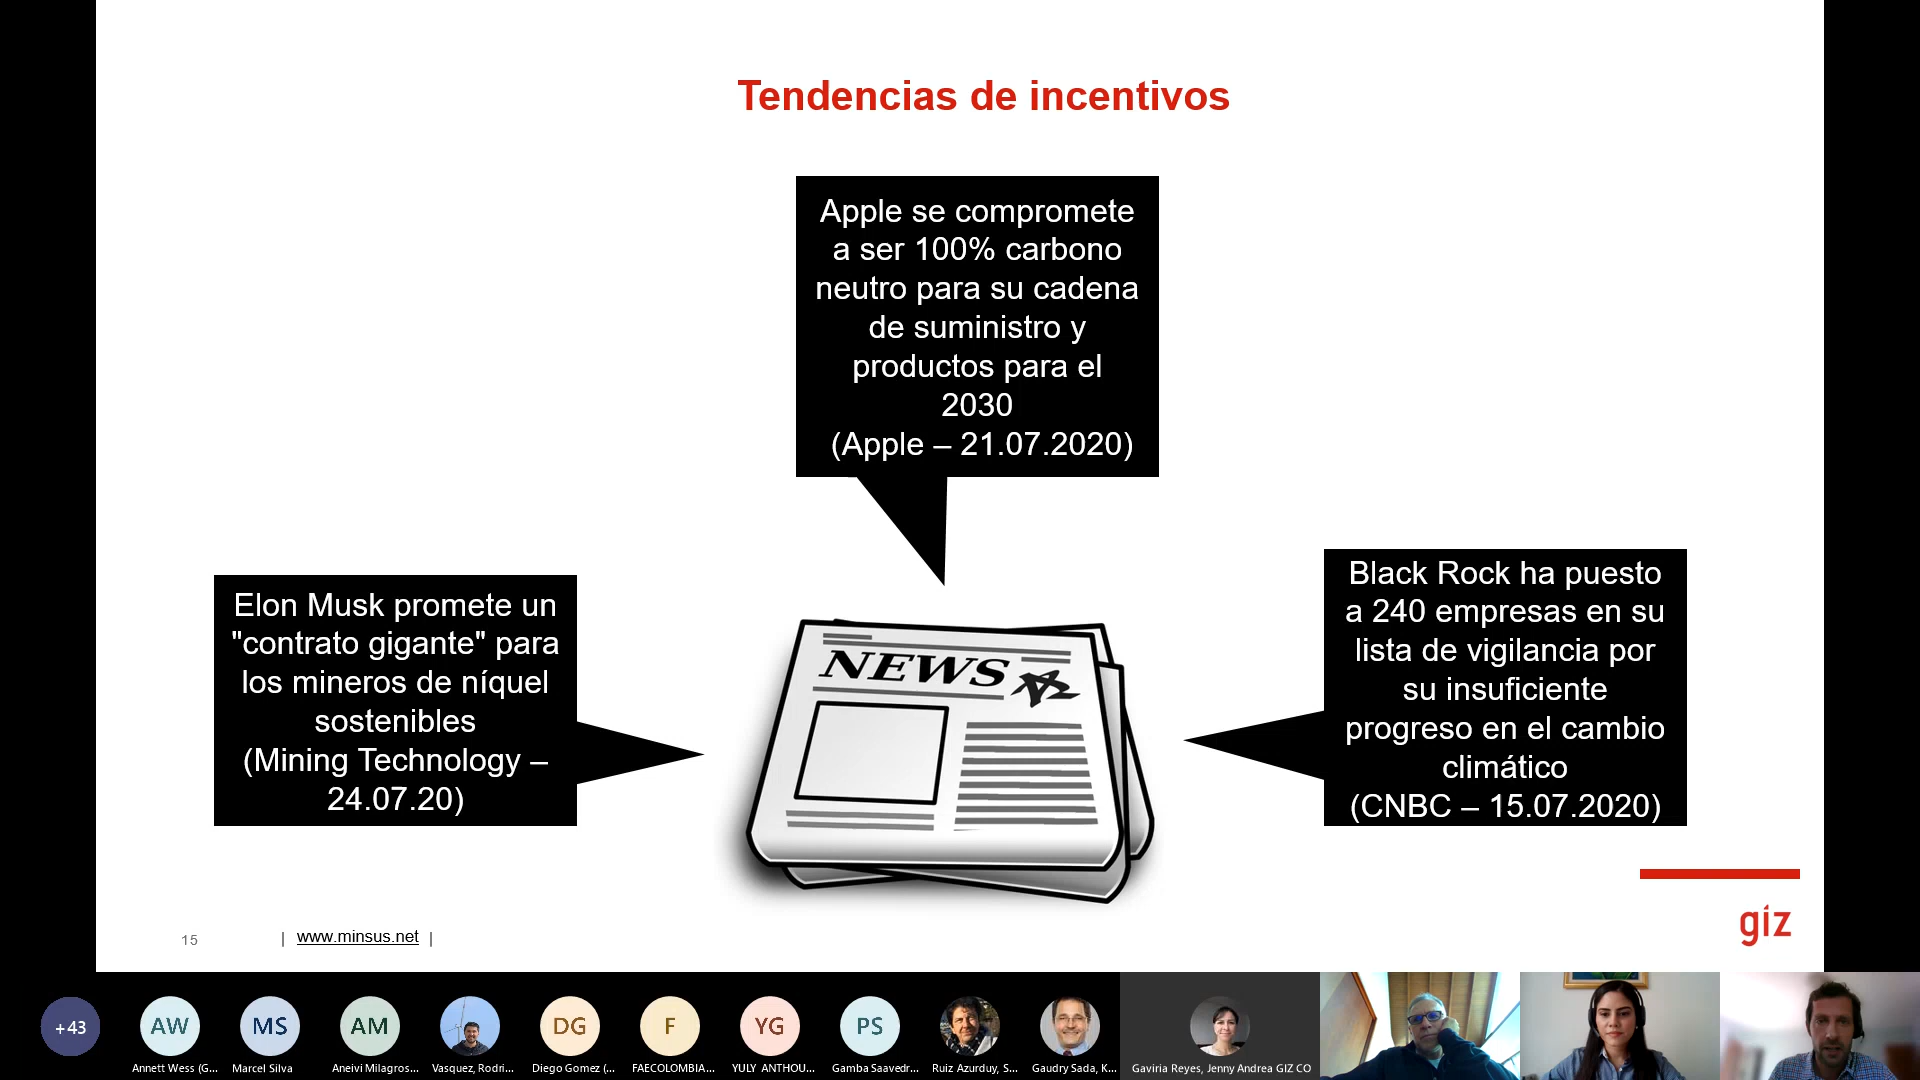 Tendencias de incentivos
Apple se compromete
a ser 100% carbono
neutro para su cadena
de suministro y
productos para el
2030
(Apple – 21.07.2020)
Elon Musk promete un
"contrato gigante" para
los mineros de níquel
sostenibles
(Mining Technology –
24.07.20)
NEWS
Black Rock ha puesto
a 240 empresas en su
lista de vigilancia por
su insuficiente
progreso en el cambio
climático
(CNBC – 15.07.2020)
15
| www.minsus.net |
giz
+43
AW
MS
AM
DG
F
YG
PS
Annett Wess (G...
Marcel Silva
Aneivi Milagros...
Vasquez, Rodri...
Diego Gomez (...
FAECOLOMBIA...
YULY ANTHOU...
Gamba Saavedr...
Ruiz Azurduy, S...
Gaudry Sada, K...
Gaviria Reyes, Jenny Andrea GIZ CO